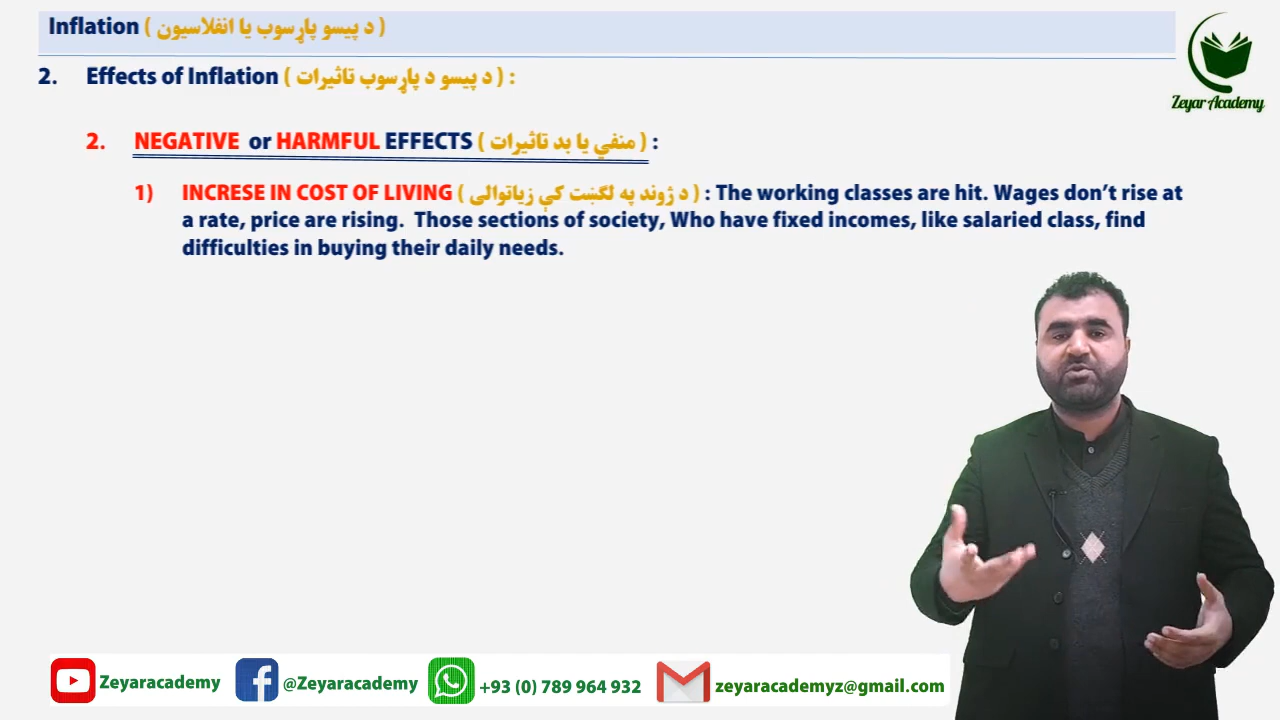 Inflation ( د پیسو پاړسوب یا انفلاسیون )
2. Effects of Inflation ( د پیسو د پاړسوب تاثیرات ) :
2. NEGATIVE or HARMFUL EFFECTS ( منفي یا بد تاثیرات ) :
1) INCRESE IN COST OF LIVING ( د ژوند په لګښت کې زیاتوالی ) : The working classes are hit. Wages don’t rise at
a rate, price are rising. Those sections of society, Who have fixed incomes, like salaried class, find
difficulties in buying their daily needs.
Zeyar Academy
Zeyaracademy @Zeyaracademy +93 (0) 789 964 932 zeyaracademyz@gmail.com